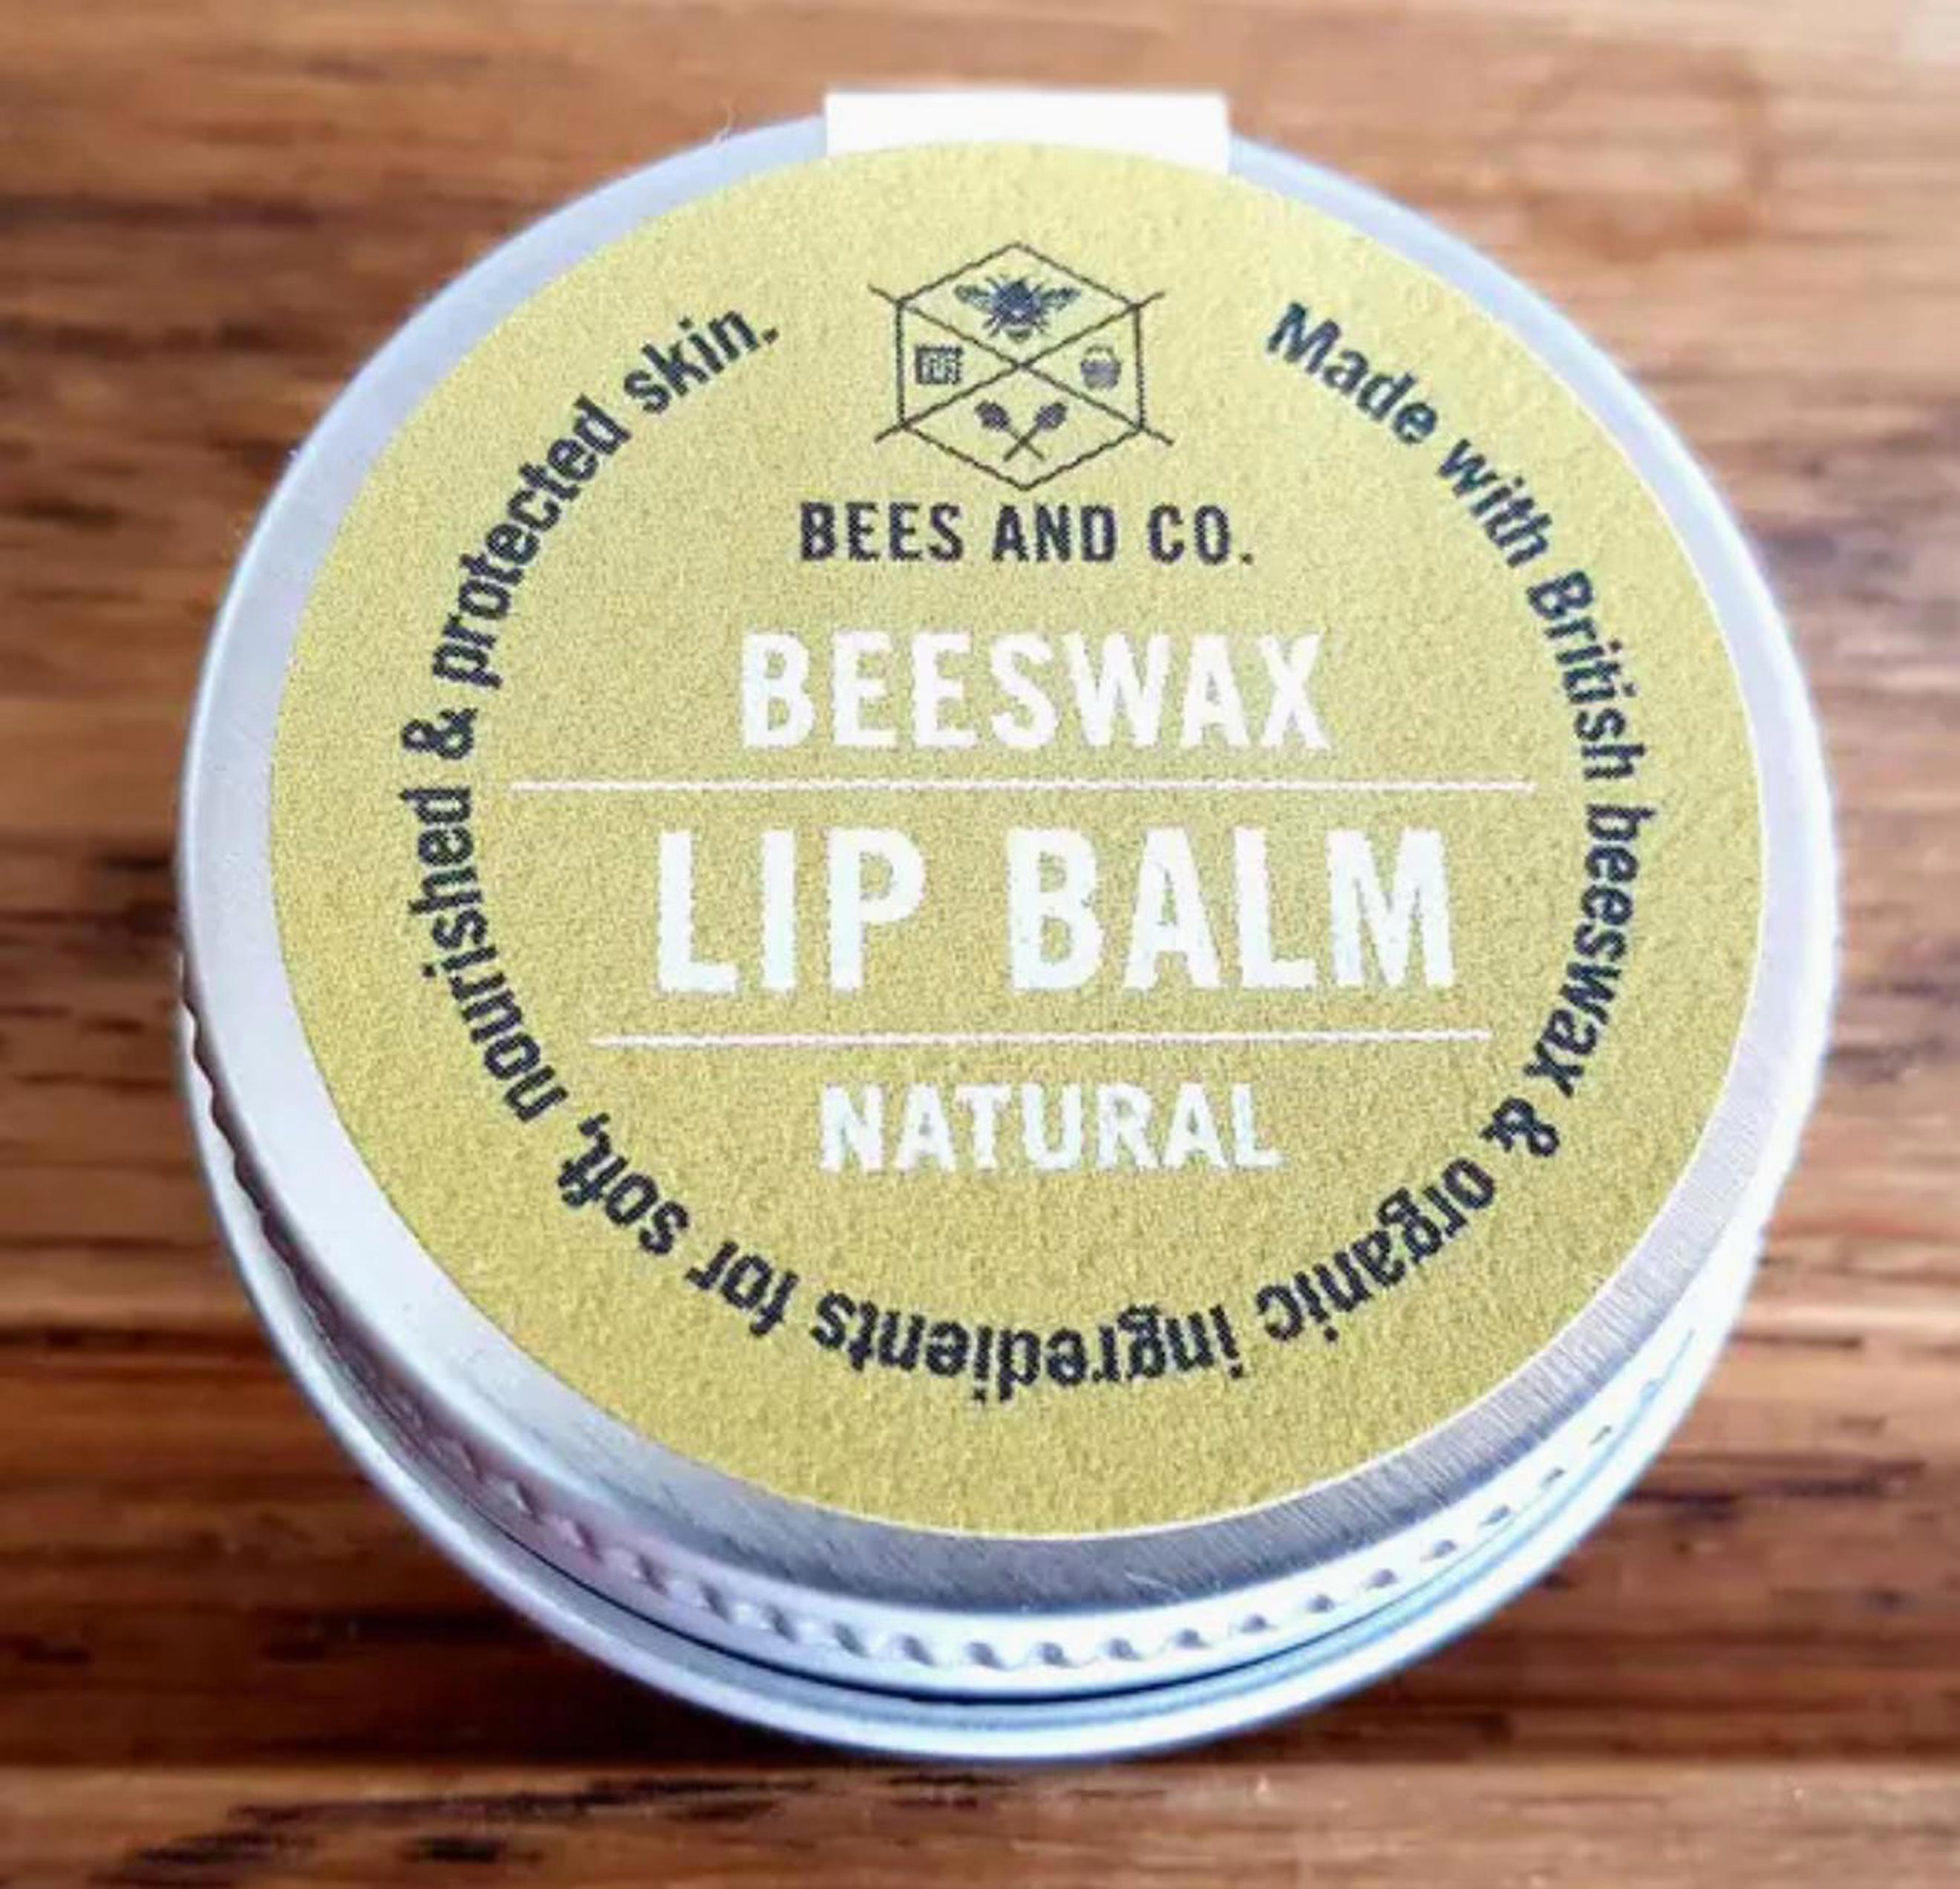 BEES AND CO.
BEESWAX
LIP BALM
NATURAL
Made with British beeswax & organic ingredients for soft, nourished & protected skin.